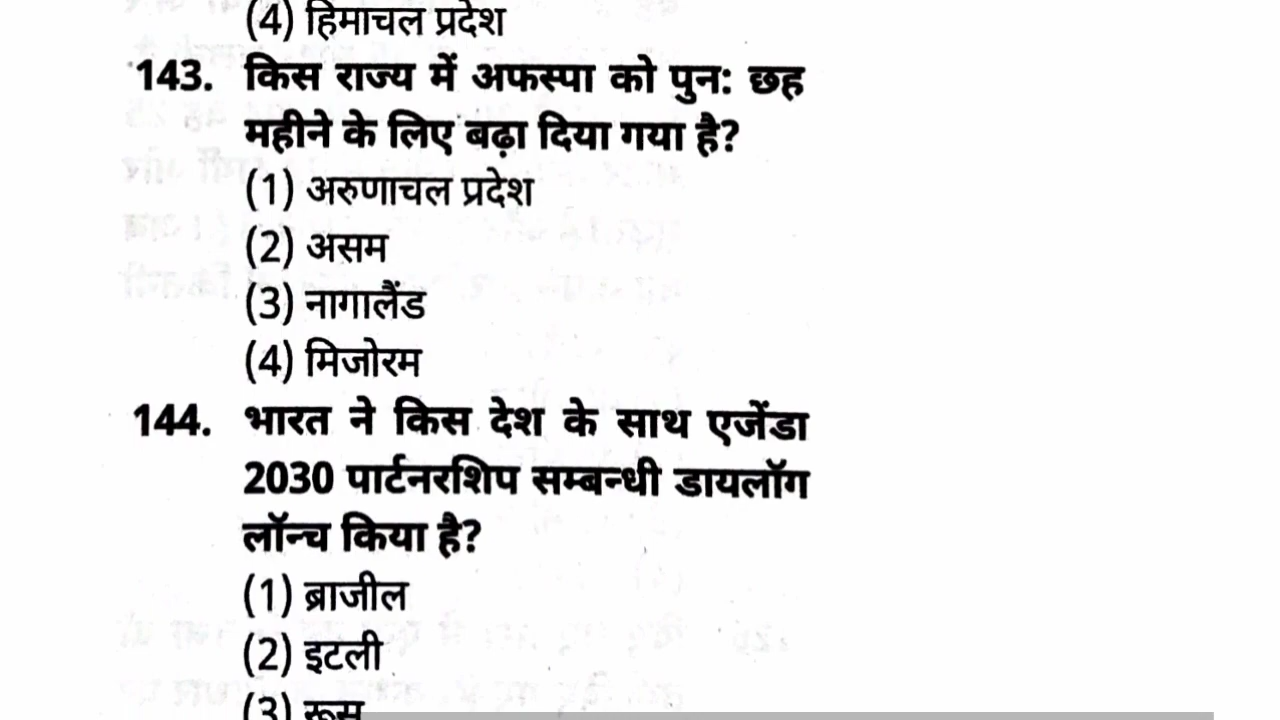 (4) हिमाचल प्रदेश
143. किस राज्य में अफस्पा को पुन: छह
महीने के लिए बढ़ा दिया गया है?
(1) अरुणाचल प्रदेश
(2) असम
(3) नागालैंड
(4) मिजोरम
144. भारत ने किस देश के साथ एजेंडा
2030 पार्टनरशिप सम्बन्धी डायलॉग
लॉन्च किया है?
(1) ब्राजील
(2) इटली
(3) रूस